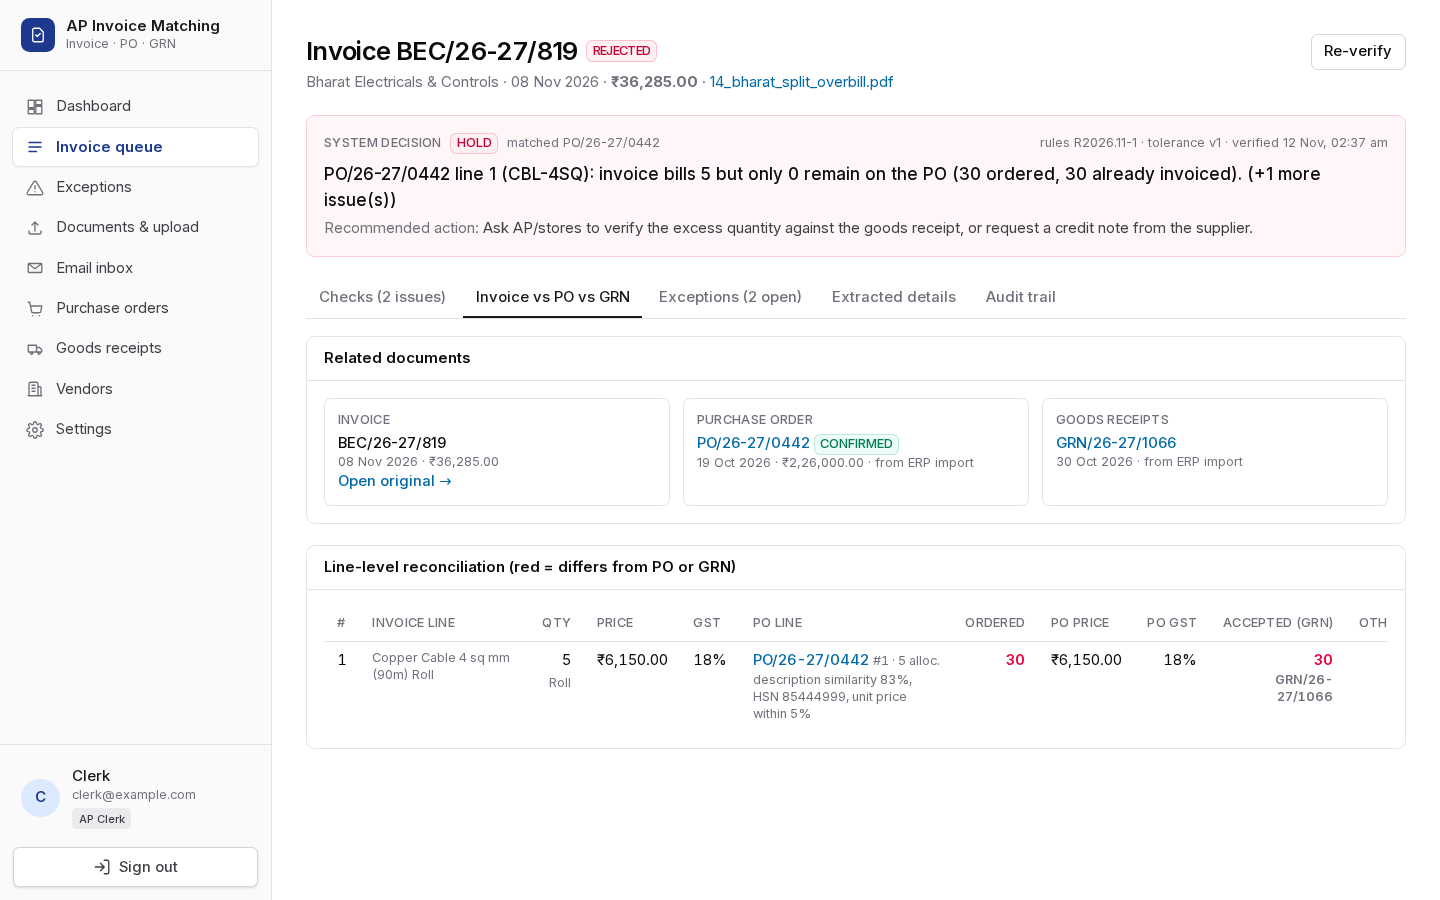 AP Invoice Matching
Invoice · PO · GRN
Dashboard
Invoice queue
Exceptions
Documents & upload
Email inbox
Purchase orders
Goods receipts
Vendors
Settings
C
Clerk
clerk@example.com
AP Clerk
Sign out
Invoice BEC/26-27/819 REJECTED
Re-verify
Bharat Electricals & Controls · 08 Nov 2026 · ₹36,285.00 · 14_bharat_split_overbill.pdf
SYSTEM DECISION HOLD matched PO/26-27/0442 rules R2026.11-1 · tolerance v1 · verified 12 Nov, 02:37 am
PO/26-27/0442 line 1 (CBL-4SQ): invoice bills 5 but only 0 remain on the PO (30 ordered, 30 already invoiced). (+1 more
issue(s))
Recommended action: Ask AP/stores to verify the excess quantity against the goods receipt, or request a credit note from the supplier.
Checks (2 issues) Invoice vs PO vs GRN Exceptions (2 open) Extracted details Audit trail
Related documents
INVOICE
BEC/26-27/819
08 Nov 2026 · ₹36,285.00
Open original →
PURCHASE ORDER
PO/26-27/0442 CONFIRMED
19 Oct 2026 · ₹2,26,000.00 · from ERP import
GOODS RECEIPTS
GRN/26-27/1066
30 Oct 2026 · from ERP import
Line-level reconciliation (red = differs from PO or GRN)
# INVOICE LINE QTY PRICE GST PO LINE ORDERED PO PRICE PO GST ACCEPTED (GRN) OTH
1 Copper Cable 4 sq mm 5 ₹6,150.00 18% PO/26-27/0442 #1 · 5 alloc. 30 ₹6,150.00 18% 30
(90m) Roll Roll description similarity 83%, GRN/26-
HSN 85444999, unit price 27/1066
within 5%